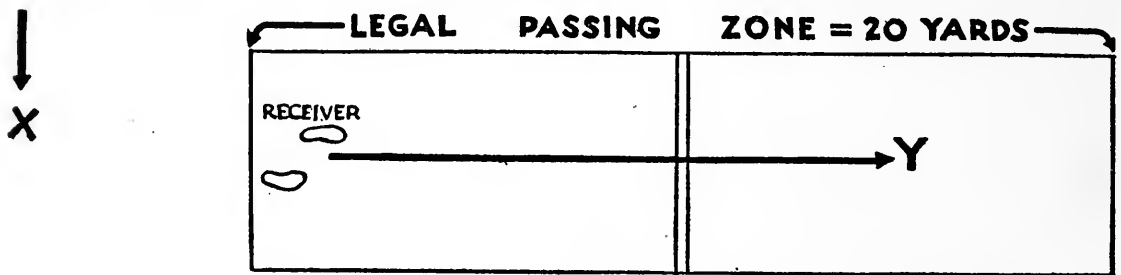 LEGAL PASSING ZONE = 20 YARDS
X
RECEIVER
Y